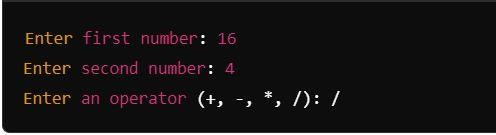 Enter first number: 16
Enter second number: 4
Enter an operator (+, -, *, /): /